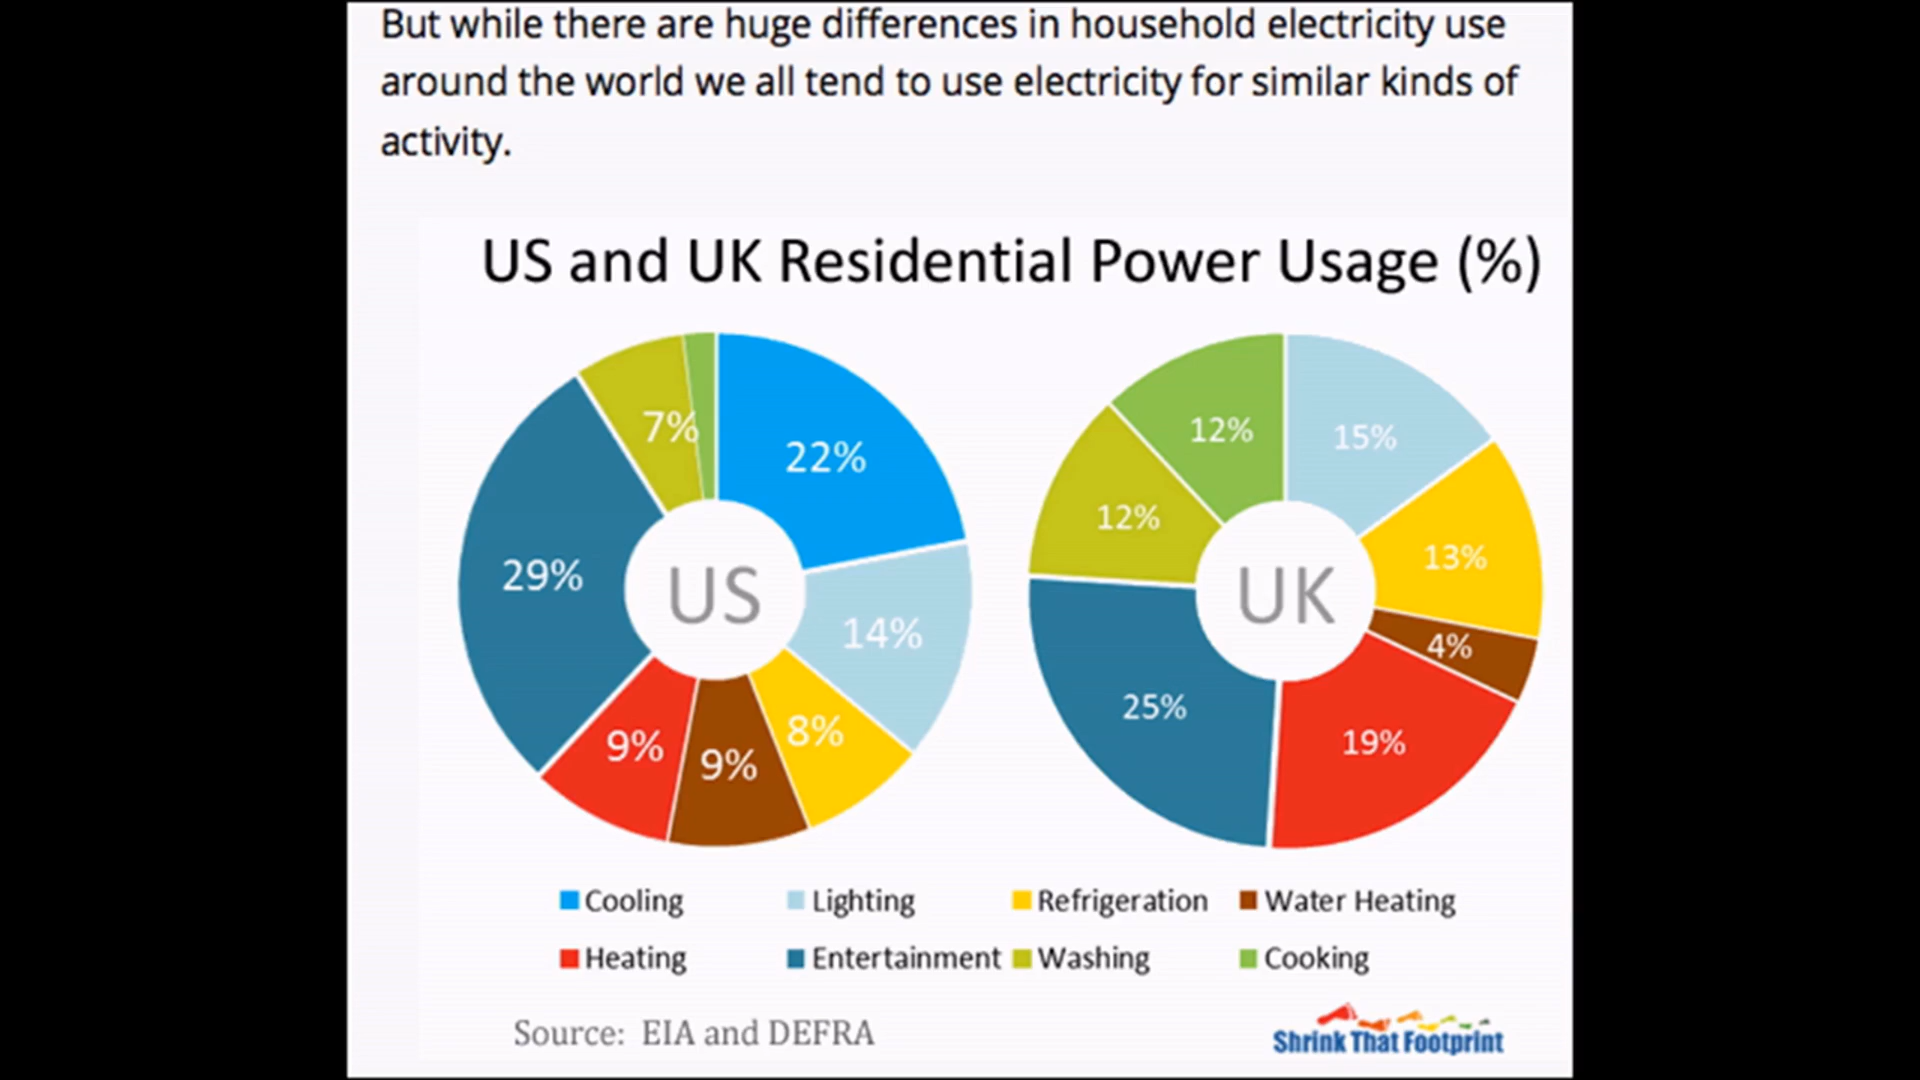 But while there are huge differences in household electricity use
around the world we all tend to use electricity for similar kinds of
activity.
US and UK Residential Power Usage (%)
7%
22%
29%
US
14%
9%
9%
8%
12%
15%
12%
13%
UK
4%
25%
19%
Cooling Lighting Refrigeration Water Heating
Heating Entertainment Washing Cooking
Source: EIA and DEFRA
Shrink That Footprint